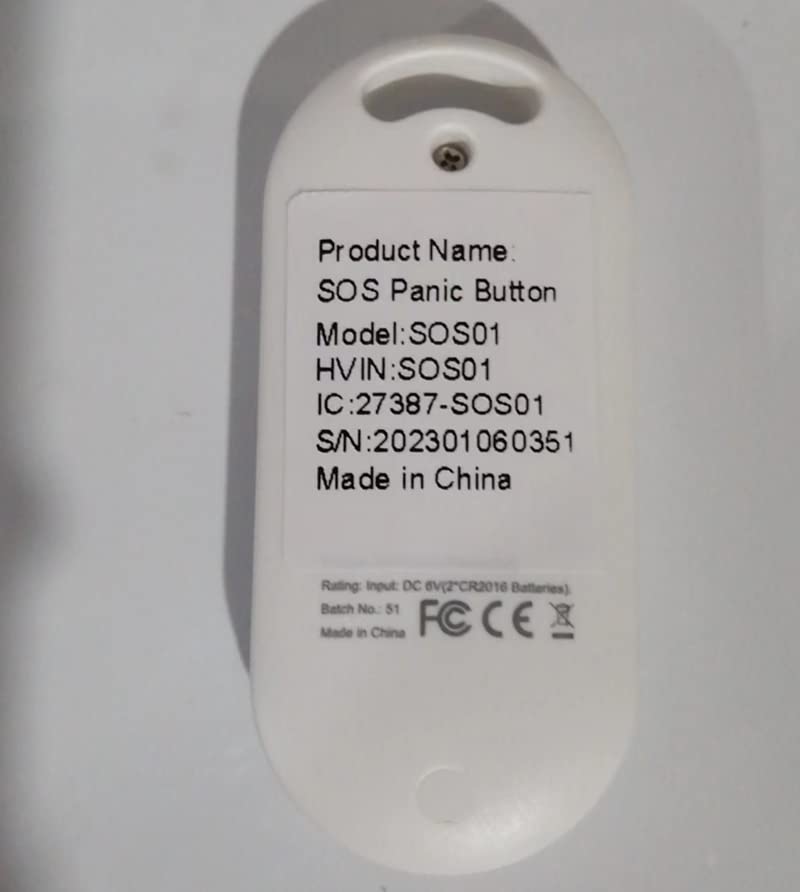 Product Name:
SOS Panic Button
Model:SOS01
HVIN:SOS01
IC:27387-SOS01
S/N:202301060351
Made in China
Rating: Input: DC 6V(2*CR2016 Batteries).
Batch No.: 51
Made in China
FC CE